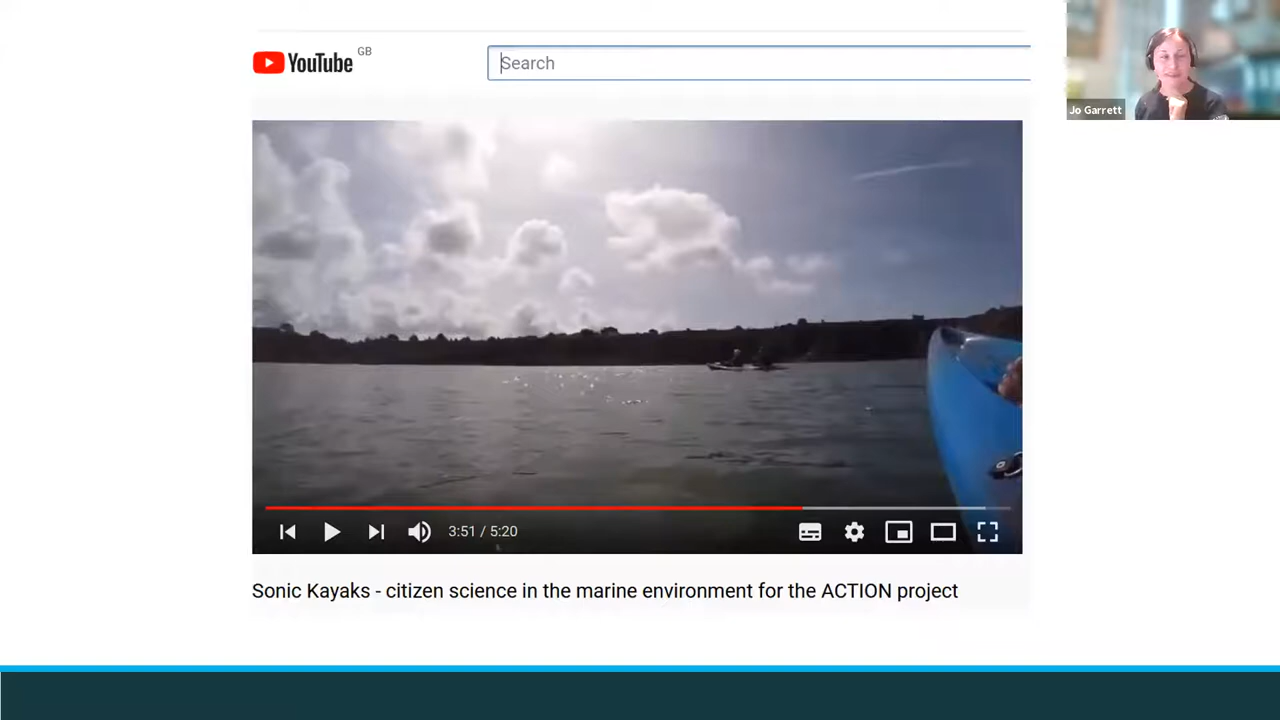 YouTube GB
Search
Jo Garrett
3:51 / 5:20
Sonic Kayaks - citizen science in the marine environment for the ACTION project